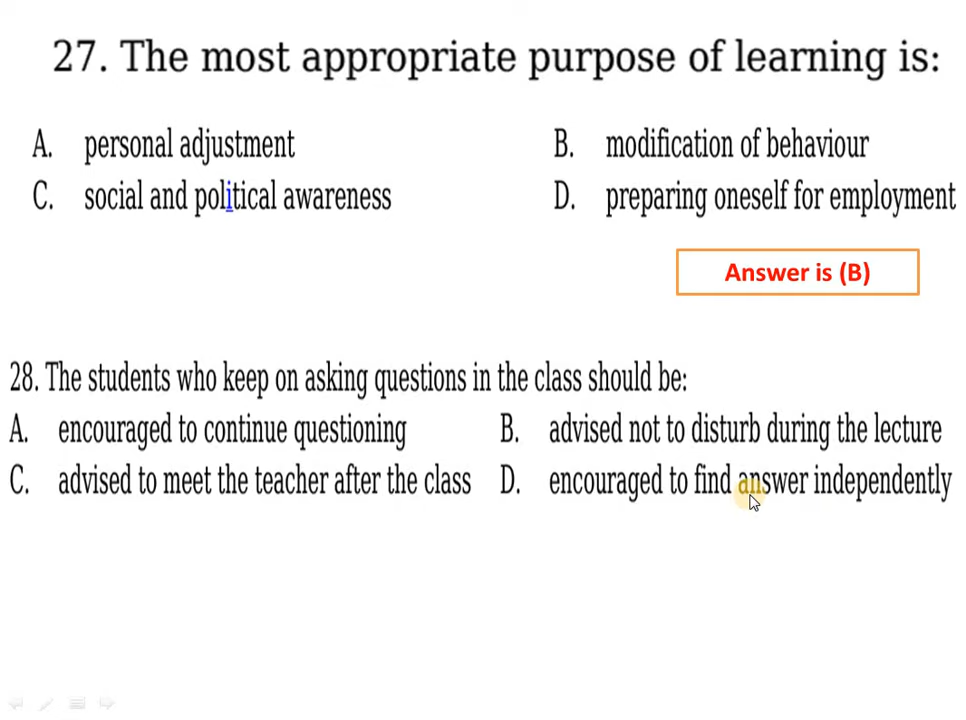 27. The most appropriate purpose of learning is:
A. personal adjustment B. modification of behaviour
C. social and political awareness D. preparing oneself for employment
Answer is (B)
28. The students who keep on asking questions in the class should be:
A. encouraged to continue questioning B. advised not to disturb during the lecture
C. advised to meet the teacher after the class D. encouraged to find answer independently